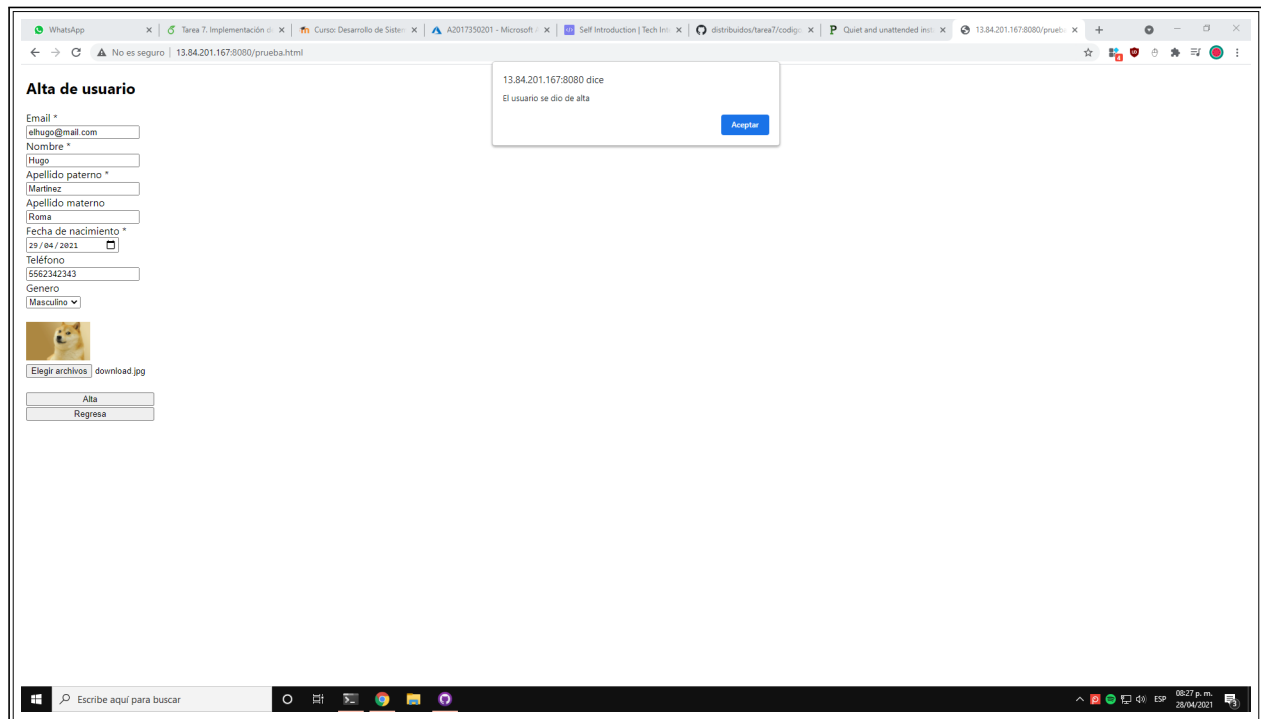 WhatsApp
Tarea 7. Implementación d
Curso: Desarrollo de Sister
A2017350201 - Microsoft
Self Introduction | Tech Int
distribuidos/tarea7/codigo
Quiet and unattended inst
13.84.201.167:8080/prueb
No es seguro | 13.84.201.167:8080/prueba.html
13.84.201.167:8080 dice
El usuario se dio de alta
Aceptar
Alta de usuario
Email *
elhugo@mail.com
Nombre *
Hugo
Apellido paterno *
Martínez
Apellido materno
Roma
Fecha de nacimiento *
29/04/2021
Teléfono
5562342343
Genero
Masculino
Elegir archivos download.jpg
Alta
Regresa
Escribe aquí para buscar
ESP
08:27 p. m.
28/04/2021